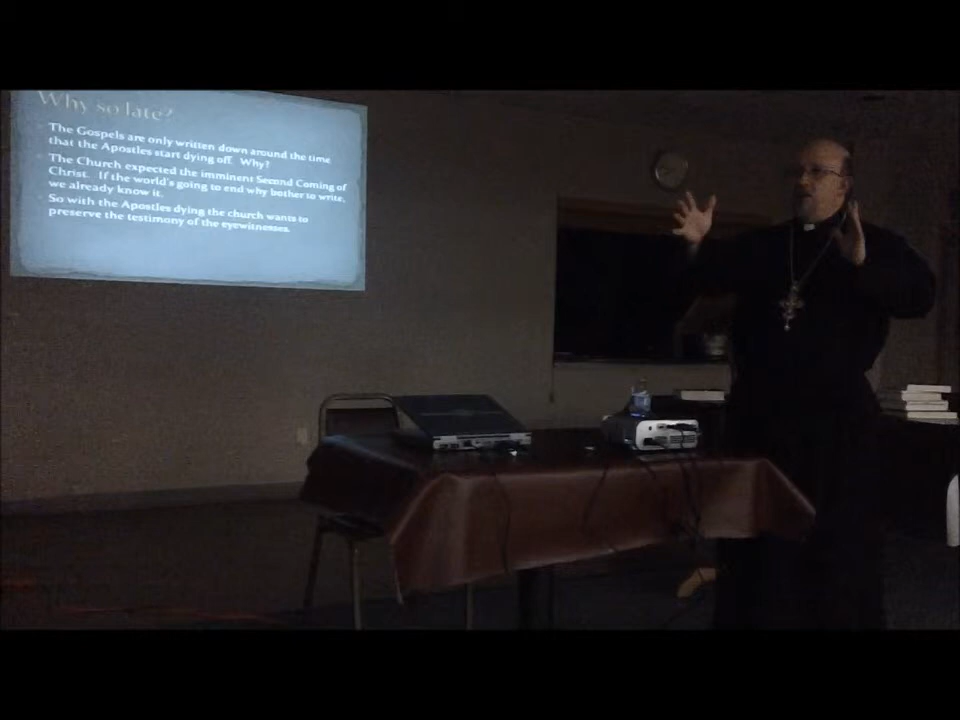 Why so late?
The Gospels are only written down around the time
that the Apostles start dying off. Why?
The Church expected the imminent Second Coming of
Christ. If the world's going to end why bother to write,
we already know it.
So with the Apostles dying the church wants to
preserve the testimony of the eyewitnesses.